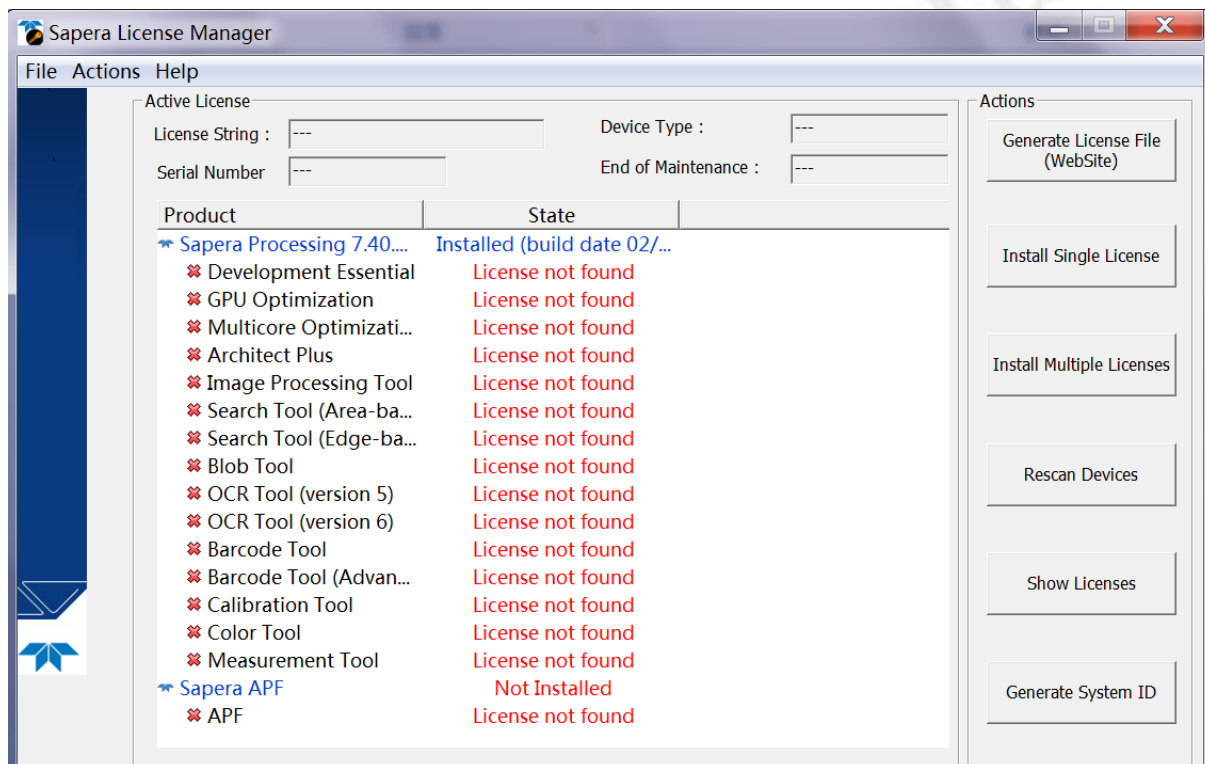 Sapera License Manager
File Actions Help
Active License
License String : ---
Device Type : ---
Serial Number ---
End of Maintenance : ---
Product State
Sapera Processing 7.40.... Installed (build date 02/...
Development Essential License not found
GPU Optimization License not found
Multicore Optimizati... License not found
Architect Plus License not found
Image Processing Tool License not found
Search Tool (Area-ba... License not found
Search Tool (Edge-ba... License not found
Blob Tool License not found
OCR Tool (version 5) License not found
OCR Tool (version 6) License not found
Barcode Tool License not found
Barcode Tool (Advan... License not found
Calibration Tool License not found
Color Tool License not found
Measurement Tool License not found
Sapera APF Not Installed
APF License not found
Actions
Generate License File
(WebSite)
Install Single License
Install Multiple Licenses
Rescan Devices
Show Licenses
Generate System ID